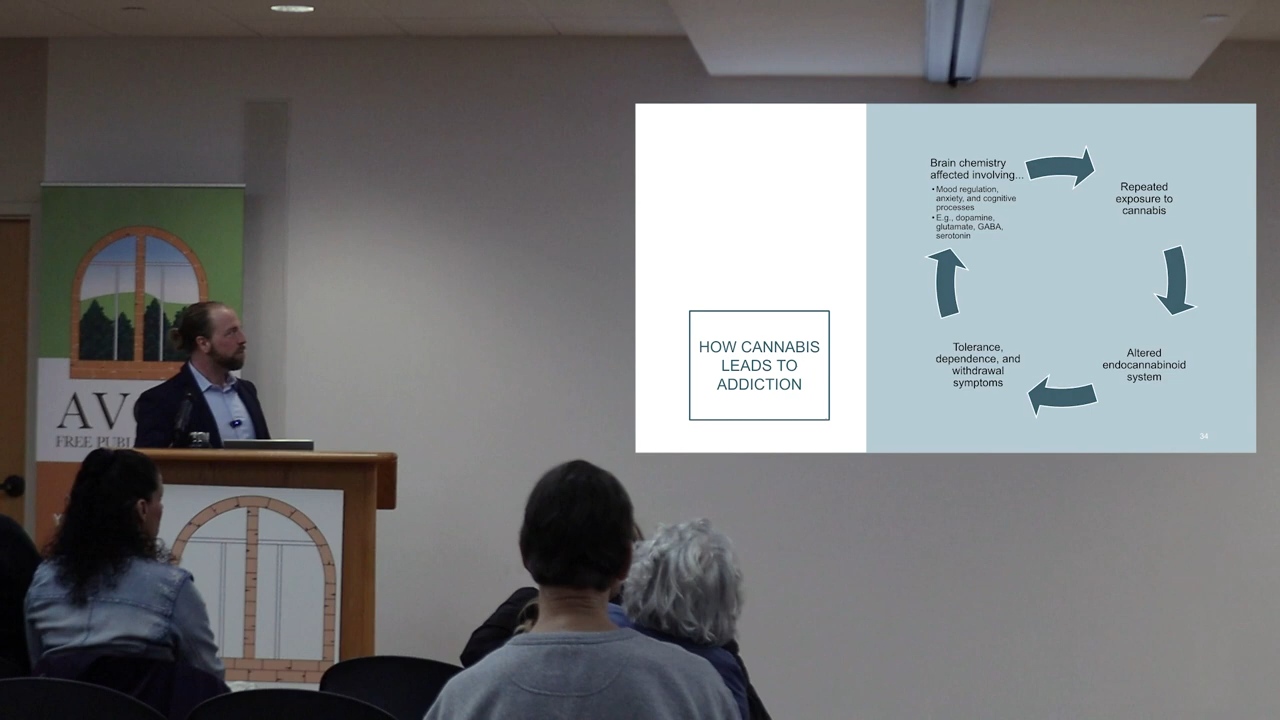 AV
FREE PUBL
HOW CANNABIS
LEADS TO
ADDICTION
Brain chemistry
affected involving...
• Mood regulation,
anxiety, and cognitive
processes
• E.g., dopamine,
glutamate, GABA,
serotonin
Repeated
exposure to
cannabis
Altered
endocannabinoid
system
Tolerance,
dependence, and
withdrawal
symptoms
34